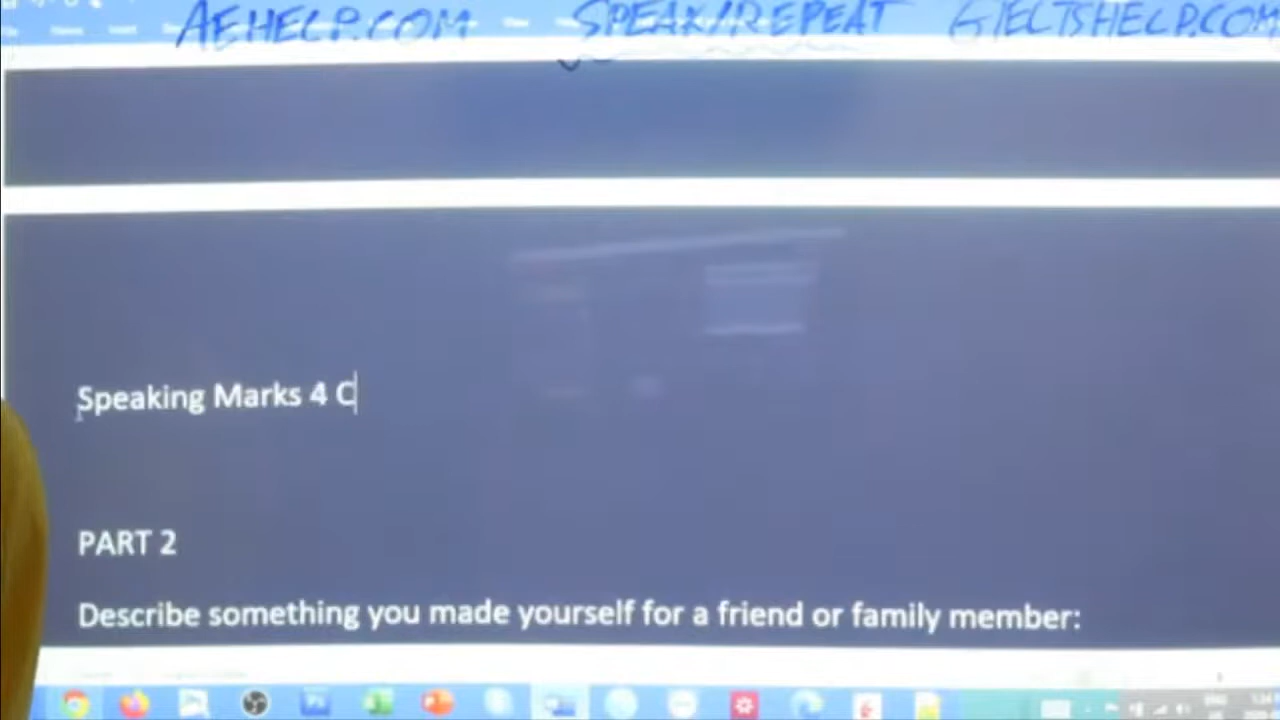 AEHELP.COM SPEAK/REPEAT GIELTSHELP.COM
Speaking Marks 4 C
PART 2
Describe something you made yourself for a friend or family member: